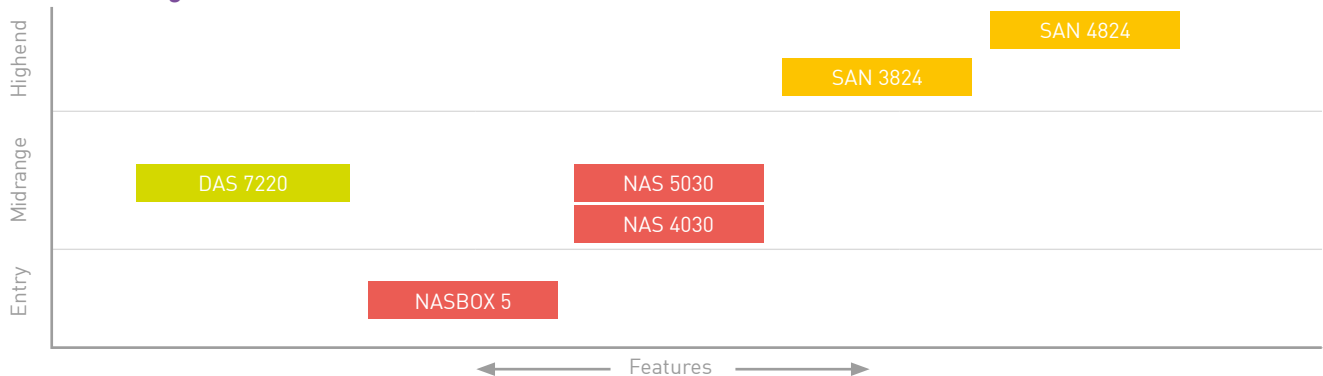 Highend
SAN 4824
SAN 3824
Midrange
DAS 7220
NAS 5030
NAS 4030
Entry
NASBOX 5
Features